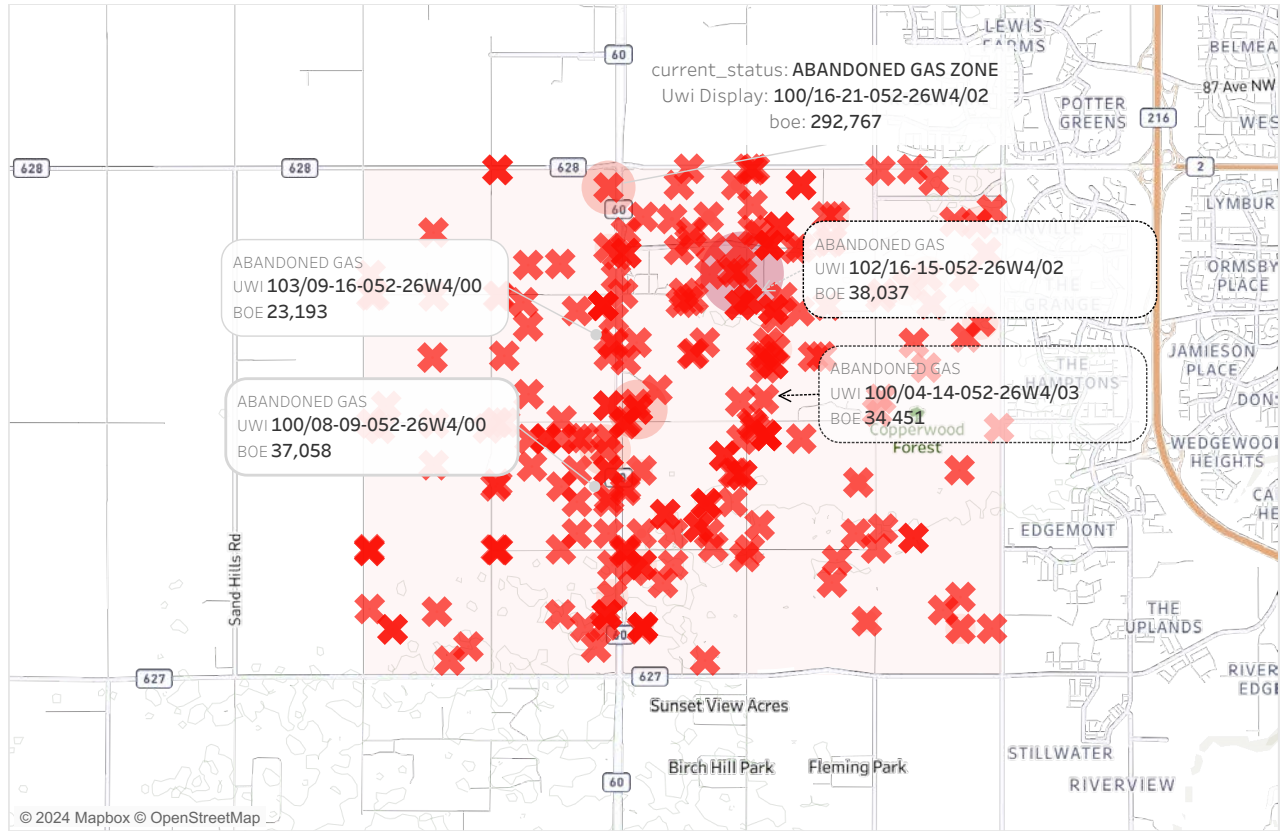 LEWIS
FARMS
60
BELMEA
current_status: ABANDONED GAS ZONE
Uwi Display: 100/16-21-052-26W4/02
boe: 292,767
87 Ave NW
POTTER
GREENS
216
WES
628
628
628
2
60
LYMBUR
GRANVILLE
ABANDONED GAS
UWI 103/09-16-052-26W4/00
BOE 23,193
ABANDONED GAS
UWI 102/16-15-052-26W4/02
BOE 38,037
ORMSBY
PLACE
THE
GRANGE
JAMIESON
PLACE
THE
HAMPTONS
ABANDONED GAS
UWI 100/04-14-052-26W4/03
BOE 34,451
DON
ABANDONED GAS
UWI 100/08-09-052-26W4/00
BOE 37,058
Copperwood
Forest
WEDGEWOOD
HEIGHTS
CA
HE
EDGEMONT
Sand Hills Rd
THE
UPLANDS
627
627
RIVER
EDGE
Sunset View Acres
STILLWATER
Birch Hill Park
Fleming Park
60
RIVERVIEW
© 2024 Mapbox © OpenStreetMap